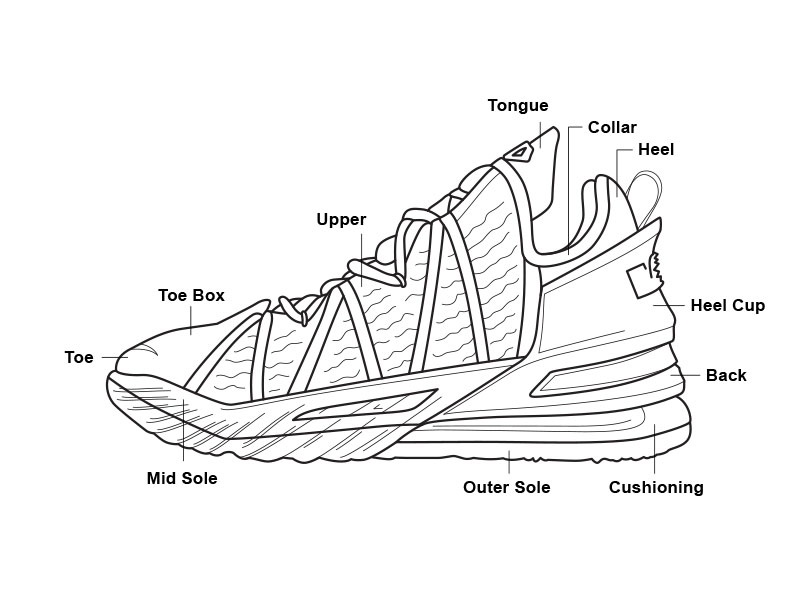 Tongue
Collar
Heel
Upper
Toe Box
Heel Cup
Toe
Back
Mid Sole
Outer Sole
Cushioning